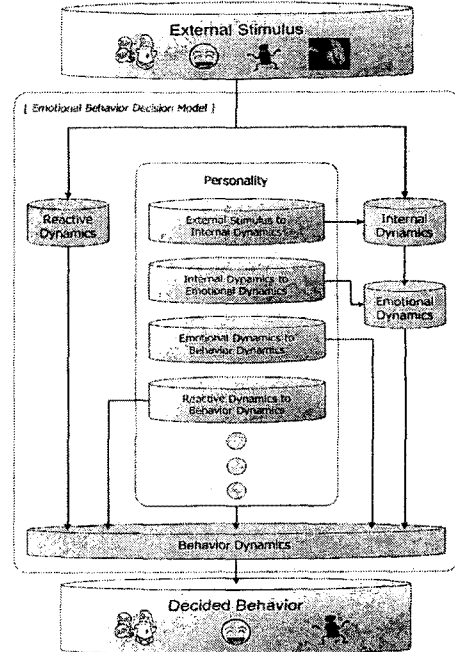 External Stimulus
[ Emotional Behavior Decision Model ]
Personality
Reactive
Dynamics
External Stimulus to
Internal Dynamics
Internal
Dynamics
Internal Dynamics to
Emotional Dynamics
Emotional
Dynamics
Emotional Dynamics to
Behavior Dynamics
Reactive Dynamics to
Behavior Dynamics
Behavior Dynamics
Decided Behavior